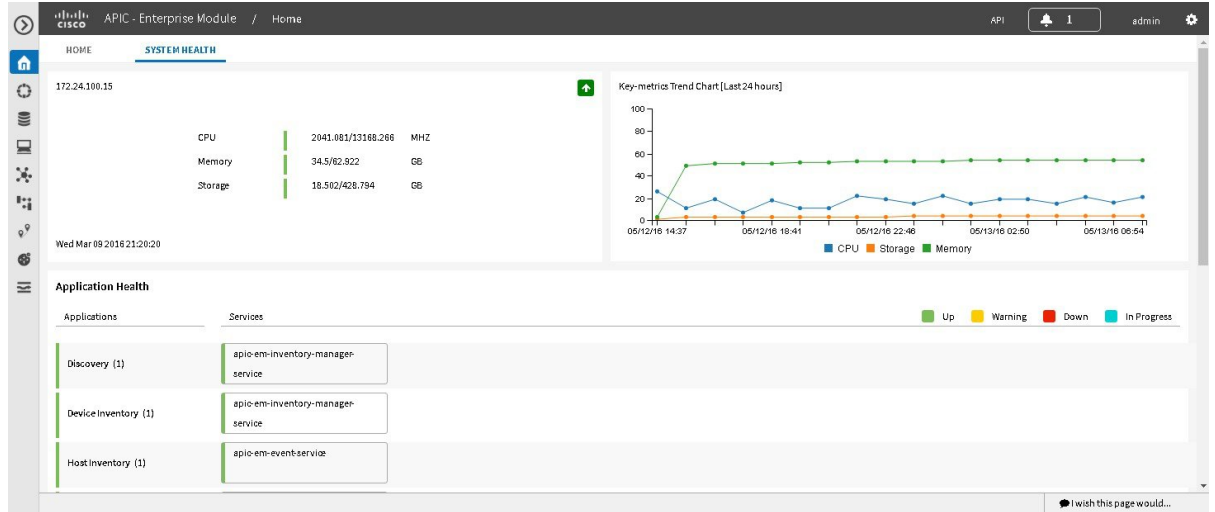 cisco APIC - Enterprise Module / Home API 1 admin
HOME SYSTEM HEALTH
172.24.100.15
CPU 2041.081/13168.266 MHZ
Memory 34.5/62.922 GB
Storage 18.502/428.794 GB
Wed Mar 09 2016 21:20:20
Key-metrics Trend Chart [Last 24 hours]
100
80
60
40
20
0
05/12/16 14:37 05/12/16 18:41 05/12/16 22:46 05/13/16 02:50 05/13/16 06:54
CPU Storage Memory
Application Health
Applications Services Up Warning Down In Progress
Discovery (1)
apic-em-inventory-manager-
service
Device Inventory (1)
apic-em-inventory-manager-
service
Host Inventory (1)
apic-em-event-service
I wish this page would...